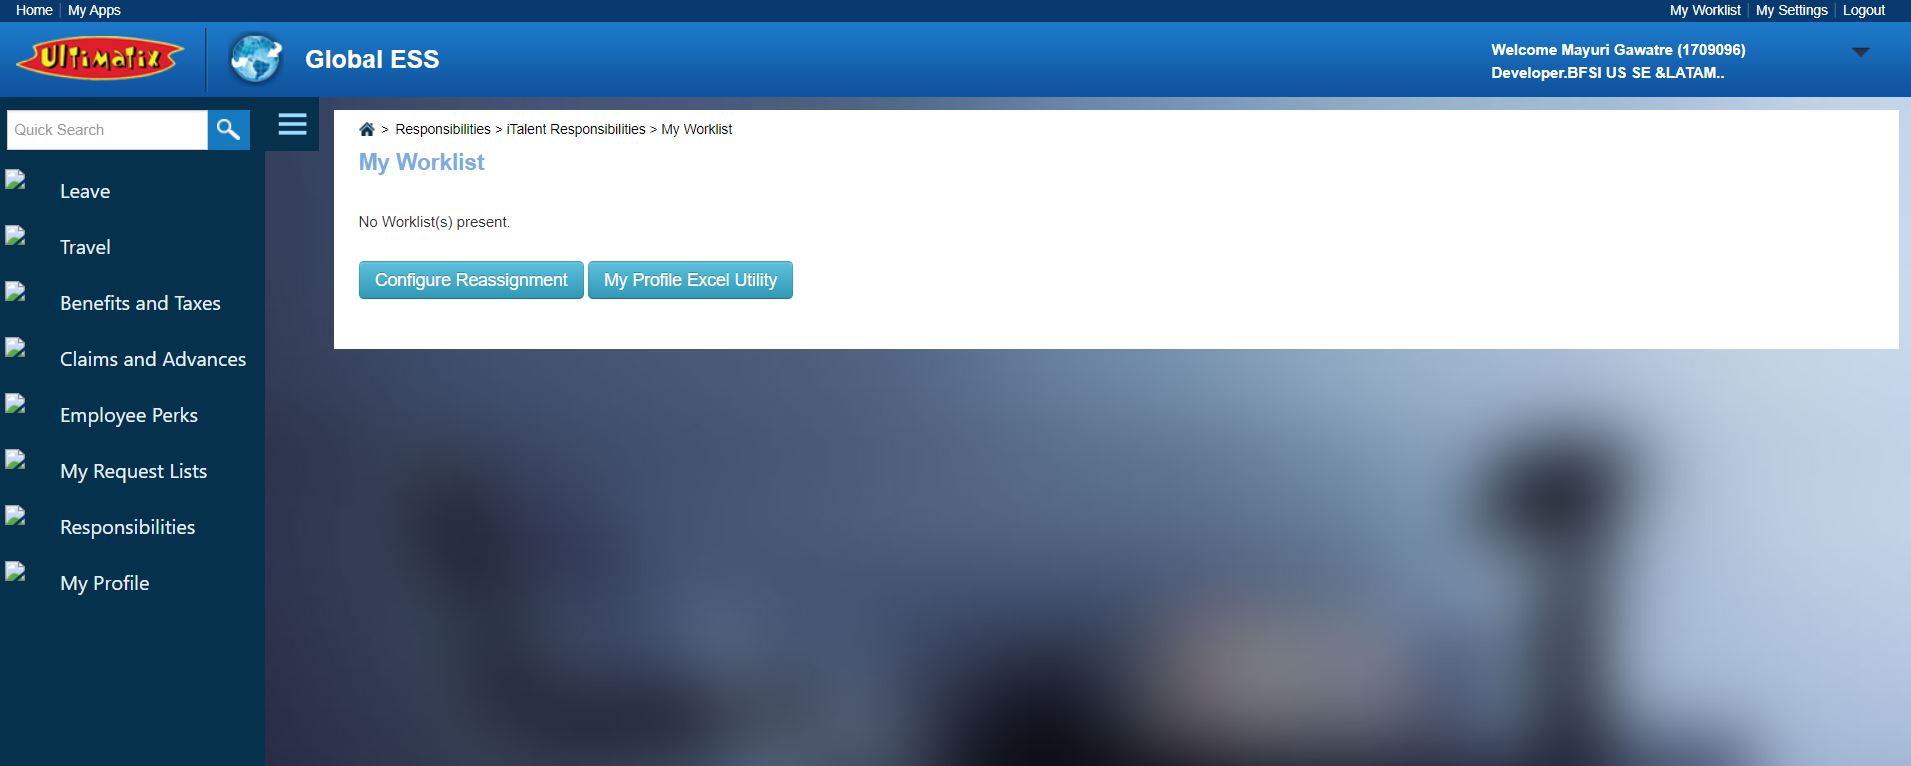 Home | My Apps
My Worklist | My Settings | Logout
Ultimatix
Global ESS
Welcome Mayuri Gawatre (1709096)
Developer.BFSI US SE &LATAM..
Quick Search
Leave
Travel
Benefits and Taxes
Claims and Advances
Employee Perks
My Request Lists
Responsibilities
My Profile
> Responsibilities > iTalent Responsibilities > My Worklist
My Worklist
No Worklist(s) present.
Configure Reassignment My Profile Excel Utility